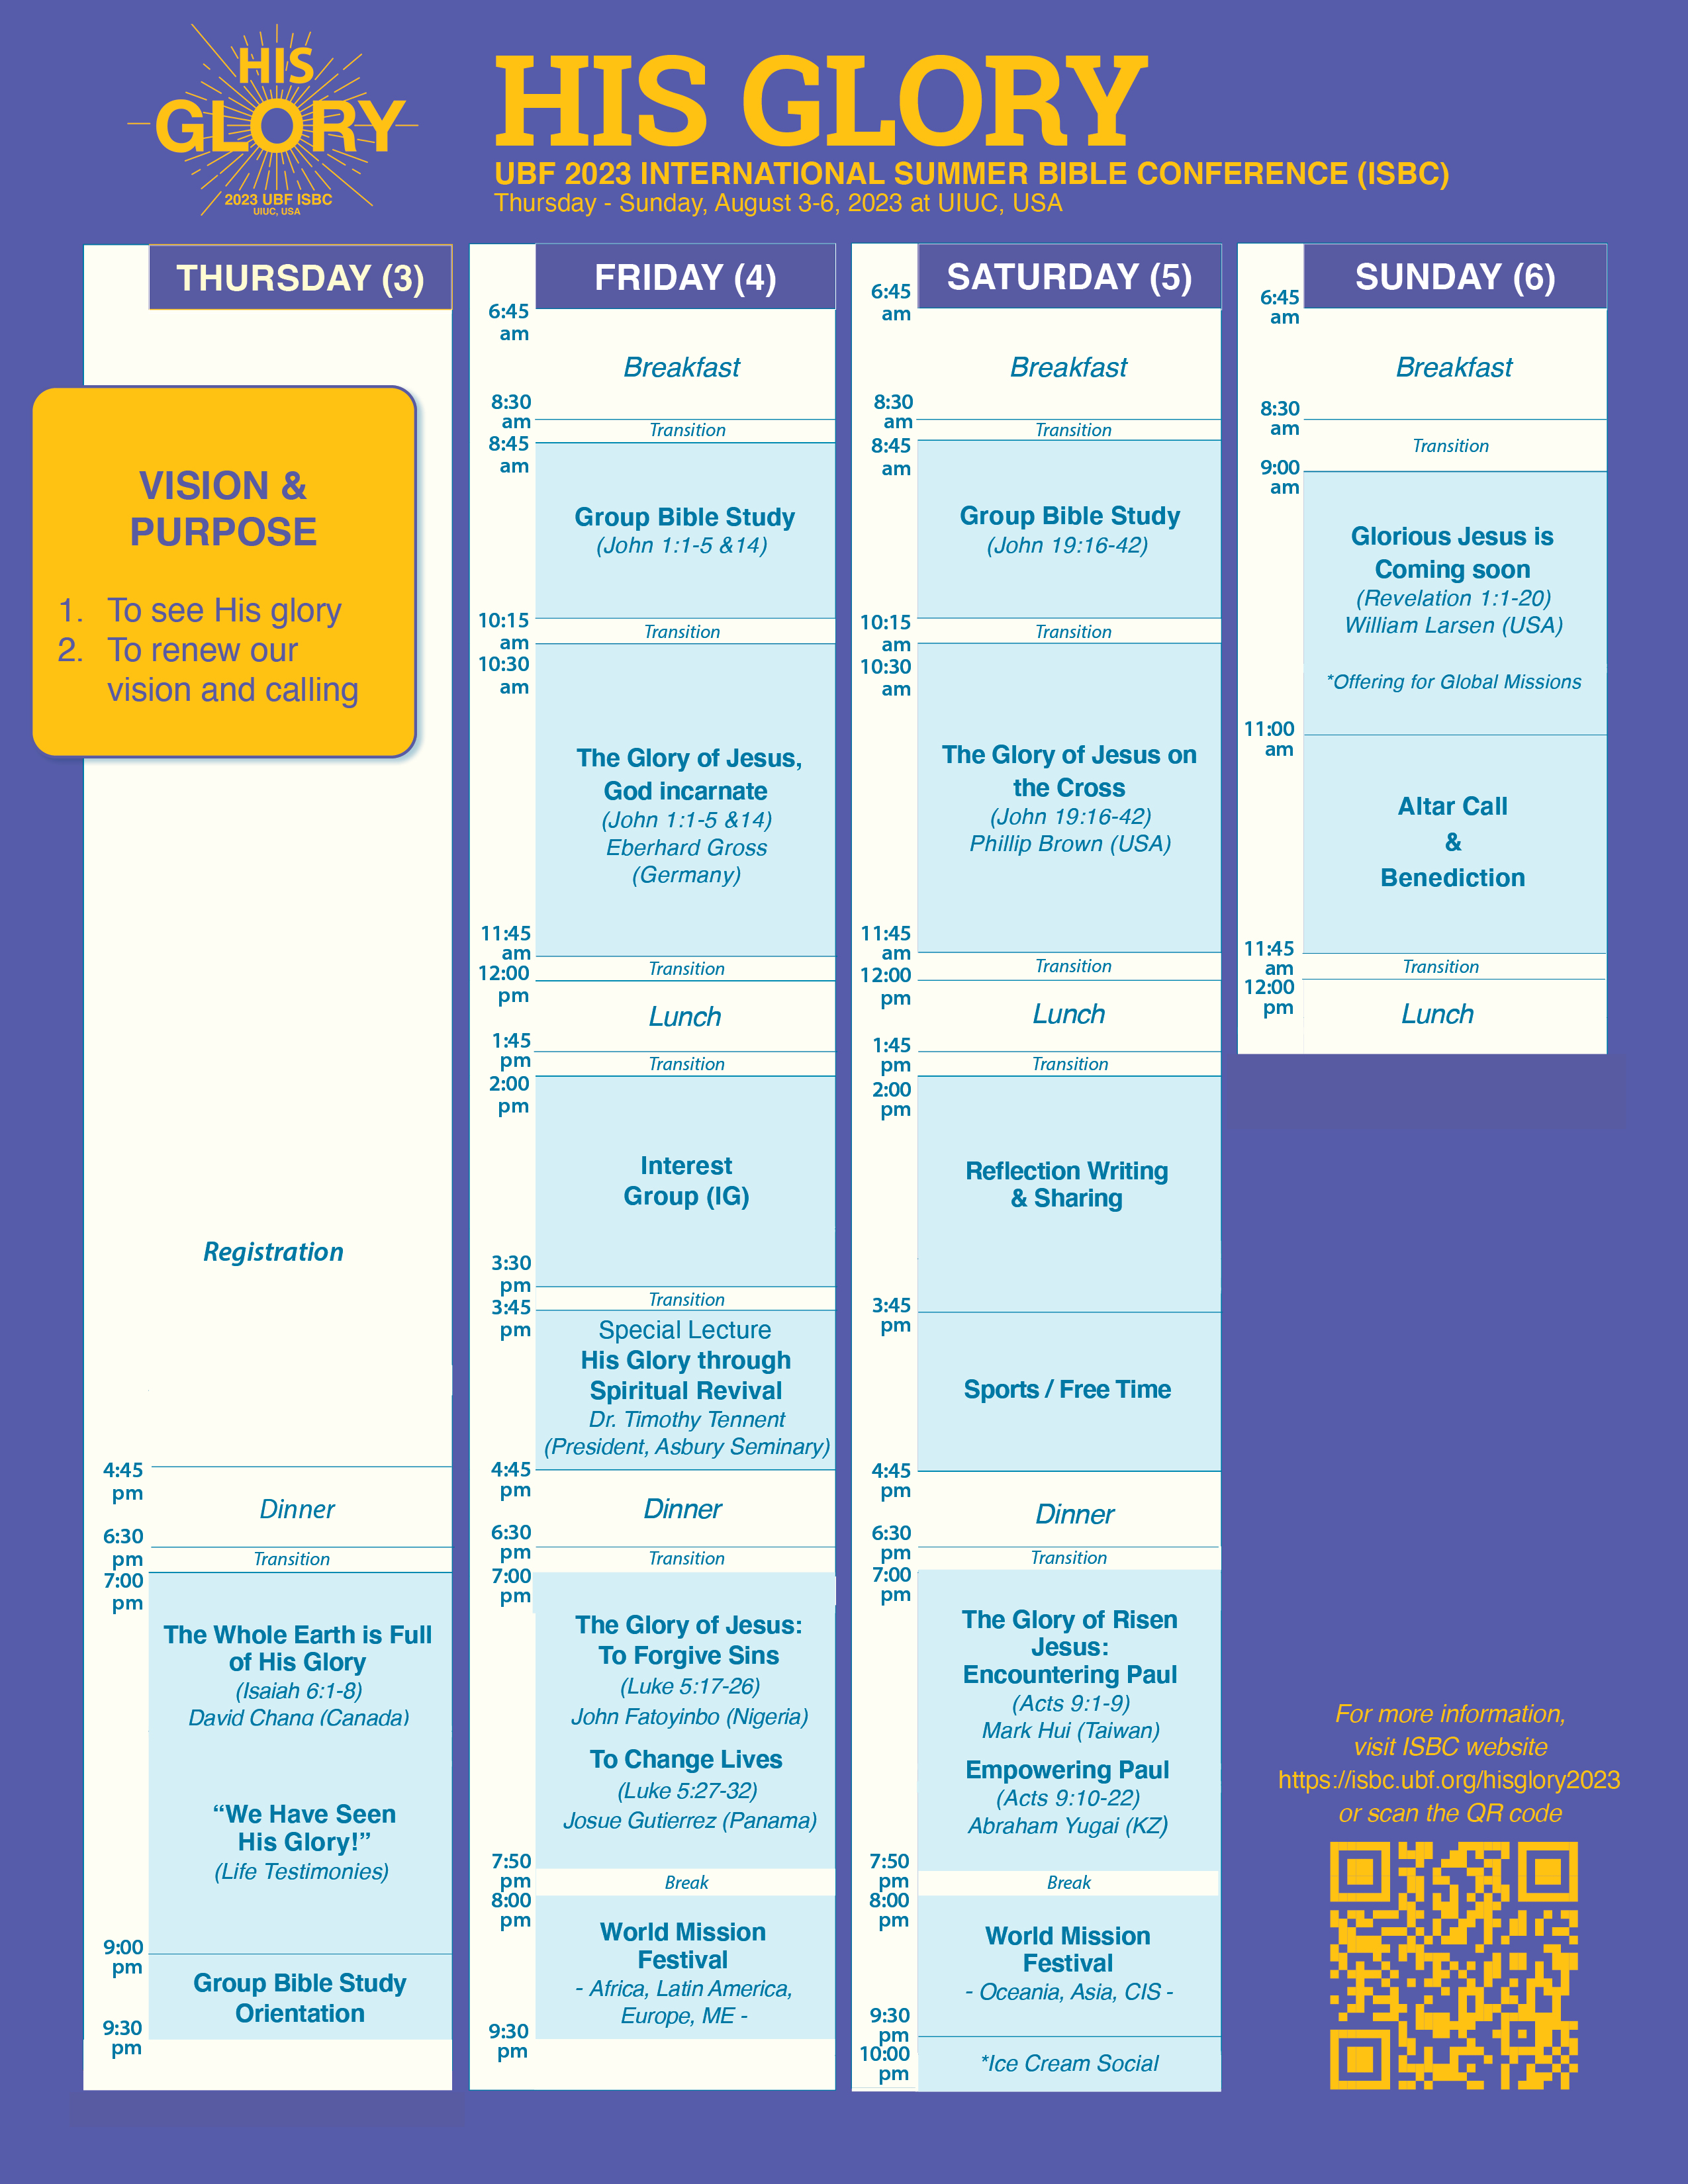 HIS
GLORY
2023 UBF ISBC
UIUC, USA
HIS GLORY
UBF 2023 INTERNATIONAL SUMMER BIBLE CONFERENCE (ISBC)
Thursday - Sunday, August 3-6, 2023 at UIUC, USA
THURSDAY (3)
VISION &
PURPOSE
1. To see His glory
2. To renew our
vision and calling
Registration
4:45
pm
Dinner
6:30
pm
Transition
7:00
pm
The Whole Earth is Full
of His Glory
(Isaiah 6:1-8)
David Chang (Canada)
“We Have Seen
His Glory!”
(Life Testimonies)
9:00
pm
Group Bible Study
Orientation
9:30
pm
FRIDAY (4)
6:45
am
Breakfast
8:30
am
Transition
8:45
am
Group Bible Study
(John 1:1-5 &14)
10:15
am
Transition
10:30
am
The Glory of Jesus,
God incarnate
(John 1:1-5 &14)
Eberhard Gross
(Germany)
11:45
am
Transition
12:00
pm
Lunch
1:45
pm
Transition
2:00
pm
Interest
Group (IG)
3:30
pm
Transition
3:45
pm
Special Lecture
His Glory through
Spiritual Revival
Dr. Timothy Tennent
(President, Asbury Seminary)
4:45
pm
Dinner
6:30
pm
Transition
7:00
pm
The Glory of Jesus:
To Forgive Sins
(Luke 5:17-26)
John Fatoyinbo (Nigeria)
To Change Lives
(Luke 5:27-32)
Josue Gutierrez (Panama)
7:50
pm
Break
8:00
pm
World Mission
Festival
- Africa, Latin America,
Europe, ME -
9:30
pm
SATURDAY (5)
6:45
am
Breakfast
8:30
am
Transition
8:45
am
Group Bible Study
(John 19:16-42)
10:15
am
Transition
10:30
am
The Glory of Jesus on
the Cross
(John 19:16-42)
Phillip Brown (USA)
11:45
am
Transition
12:00
pm
Lunch
1:45
pm
Transition
2:00
pm
Reflection Writing
& Sharing
3:45
pm
Sports / Free Time
4:45
pm
Dinner
6:30
pm
Transition
7:00
pm
The Glory of Risen
Jesus:
Encountering Paul
(Acts 9:1-9)
Mark Hui (Taiwan)
Empowering Paul
(Acts 9:10-22)
Abraham Yugai (KZ)
7:50
pm
Break
8:00
pm
World Mission
Festival
- Oceania, Asia, CIS -
9:30
pm
*Ice Cream Social
10:00
pm
SUNDAY (6)
6:45
am
Breakfast
8:30
am
Transition
9:00
am
Glorious Jesus is
Coming soon
(Revelation 1:1-20)
William Larsen (USA)
*Offering for Global Missions
11:00
am
Altar Call
&
Benediction
11:45
am
Transition
12:00
pm
Lunch
For more information,
visit ISBC website
https://isbc.ubf.org/hisglory2023
or scan the QR code